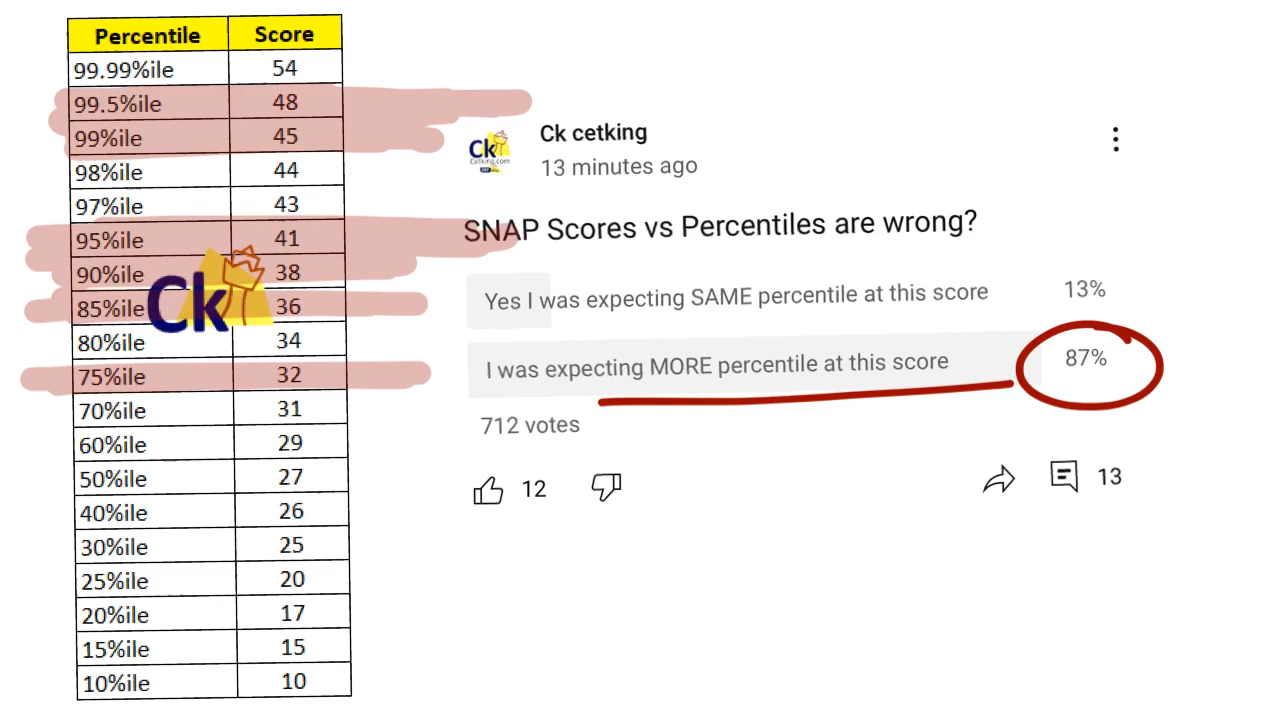 Percentile Score
99.99%ile 54
99.5%ile 48
99%ile 45
98%ile 44
97%ile 43
95%ile 41
90%ile 38
85%ile 36
80%ile 34
75%ile 32
70%ile 31
60%ile 29
50%ile 27
40%ile 26
30%ile 25
25%ile 20
20%ile 17
15%ile 15
10%ile 10
Ck
Ck
Cetking.com
Ck cetking
13 minutes ago
SNAP Scores vs Percentiles are wrong?
Yes I was expecting SAME percentile at this score 13%
I was expecting MORE percentile at this score 87%
712 votes
12 13